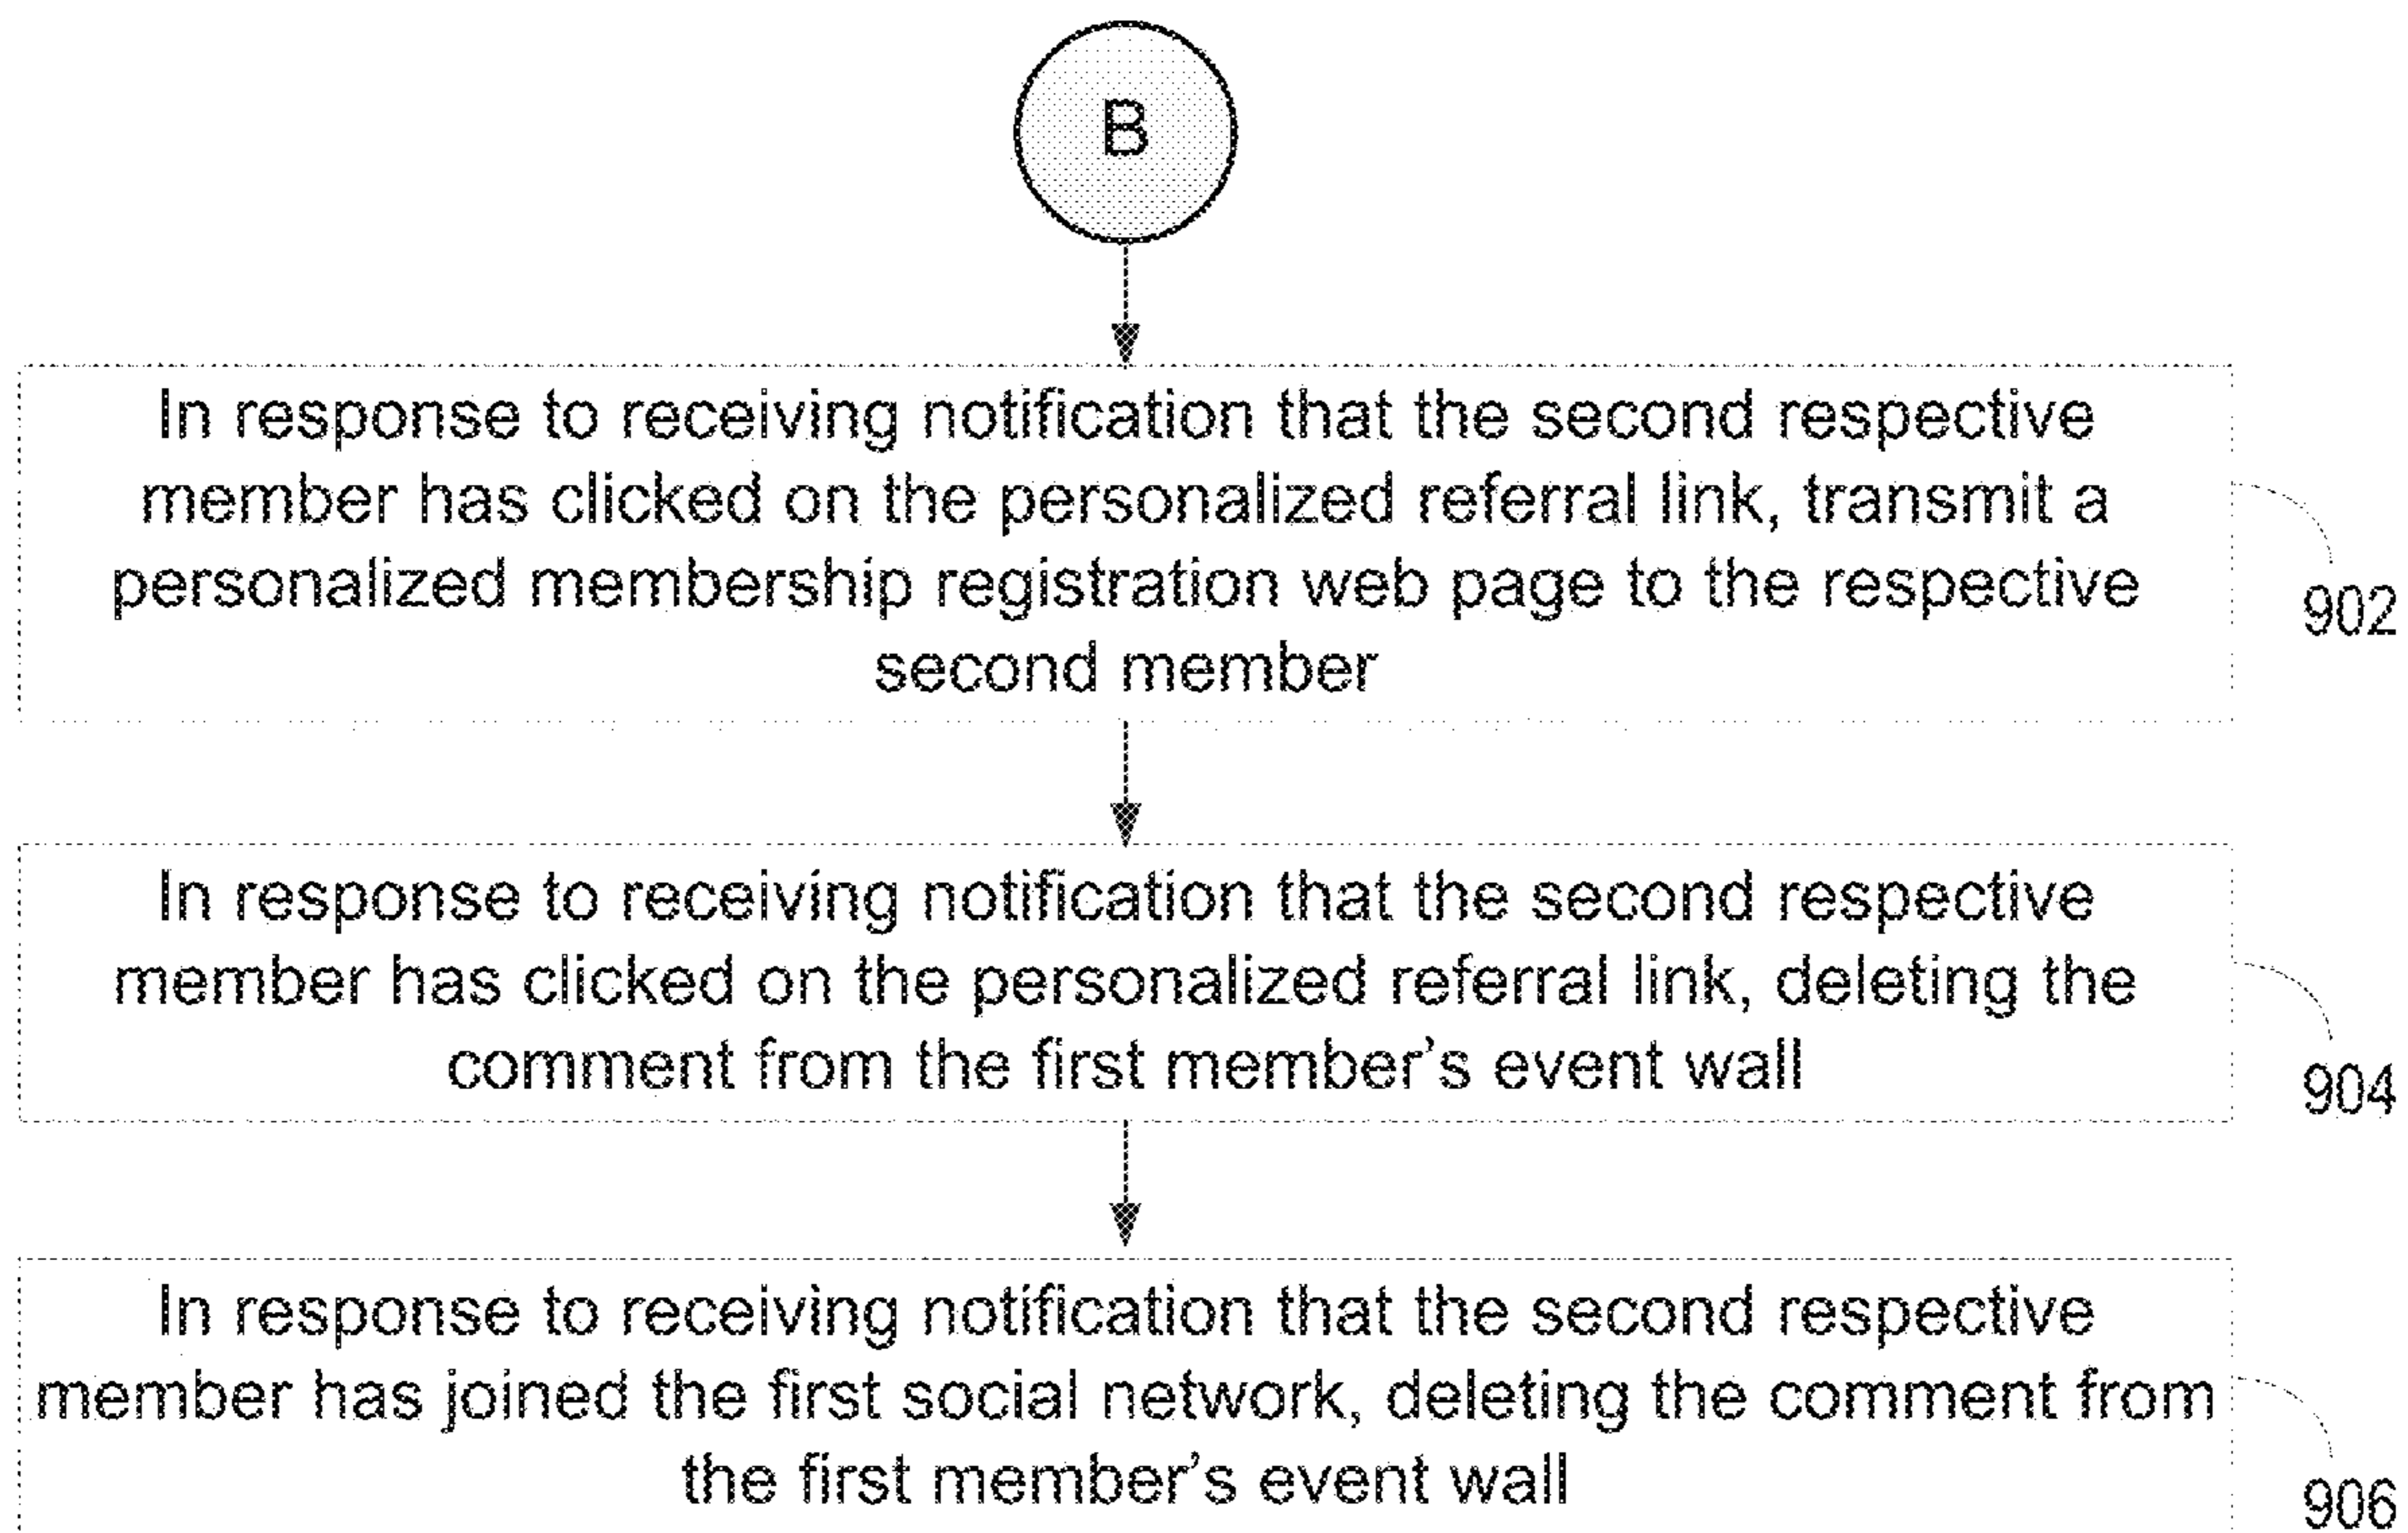 B
In response to receiving notification that the second respective
member has clicked on the personalized referral link, transmit a
personalized membership registration web page to the respective
second member
902
In response to receiving notification that the second respective
member has clicked on the personalized referral link, deleting the
comment from the first member's event wall
904
In response to receiving notification that the second respective
member has joined the first social network, deleting the comment from
the first member's event wall
906